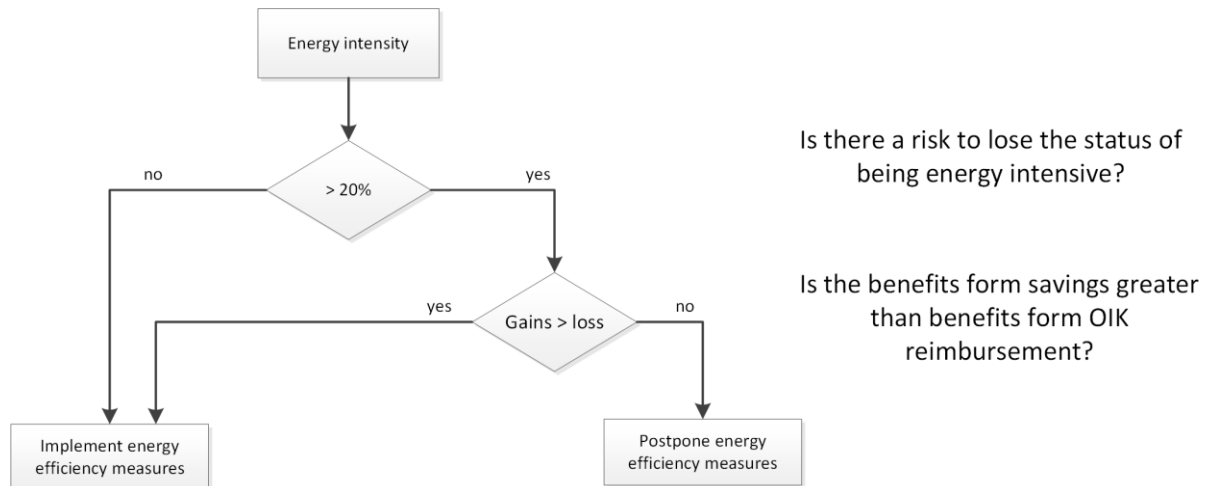 Energy intensity
> 20%
no
yes
Is there a risk to lose the status of
being energy intensive?
Gains > loss
yes
no
Is the benefits form savings greater
than benefits form OIK
reimbursement?
Implement energy
efficiency measures
Postpone energy
efficiency measures